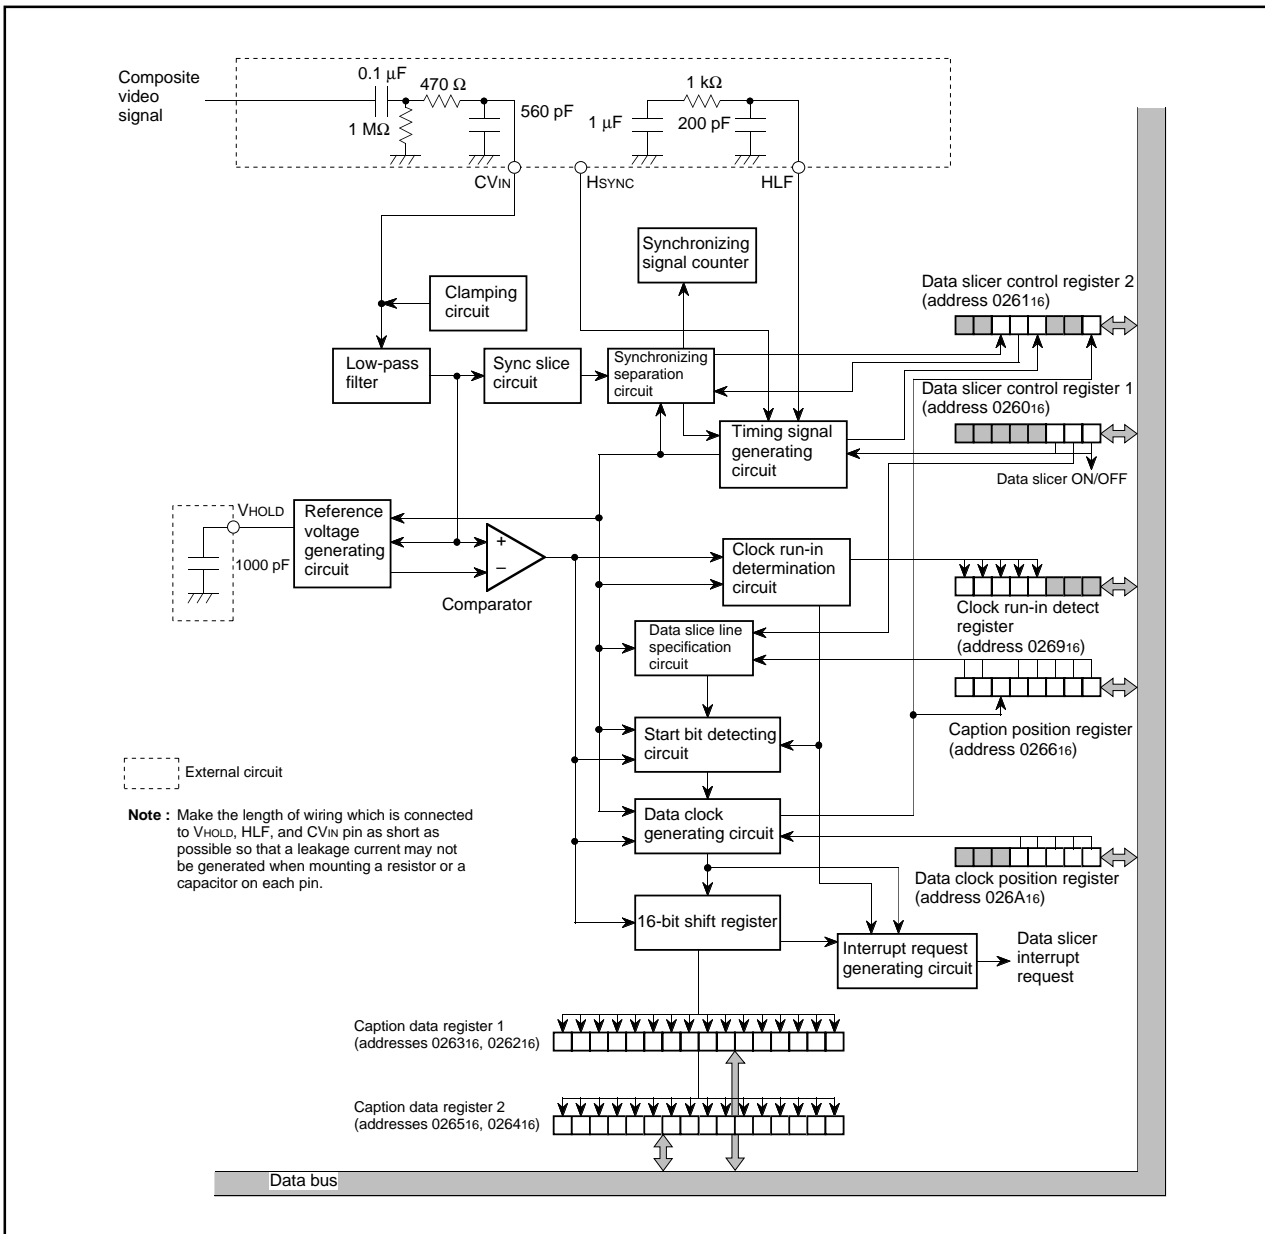 Composite
video
signal
0.1 µF
470 Ω
1 MΩ
560 pF
1 kΩ
1 µF
200 pF
CVIN
HSYNC
HLF
Synchronizing
signal counter
Clamping
circuit
Low-pass
filter
Sync slice
circuit
Synchronizing
separation
circuit
Timing signal
generating
circuit
Data slicer control register 2
(address 026116)
Data slicer control register 1
(address 026016)
Data slicer ON/OFF
VHOLD
1000 pF
Reference
voltage
generating
circuit
+
–
Comparator
Clock run-in
determination
circuit
Clock run-in detect
register
(address 026916)
Data slice line
specification
circuit
Caption position register
(address 026616)
Start bit detecting
circuit
External circuit
Note : Make the length of wiring which is connected
to VHOLD, HLF, and CVIN pin as short as
possible so that a leakage current may not
be generated when mounting a resistor or a
capacitor on each pin.
Data clock
generating circuit
Data clock position register
(address 026A16)
16-bit shift register
Interrupt request
generating circuit
Data slicer
interrupt
request
Caption data register 1
(addresses 026316, 026216)
Caption data register 2
(addresses 026516, 026416)
Data bus